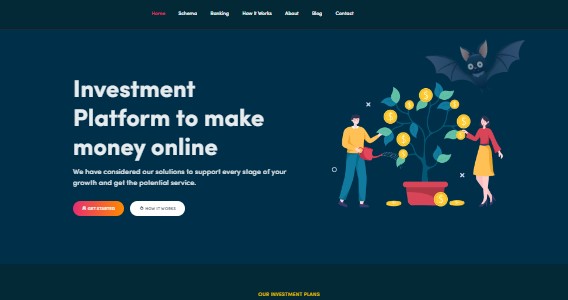 Home Schema Banking How It Works About Blog Contact
Investment
Platform to make
money online
We have considered our solutions to support every stage of your
growth and get the potential service.
GET STARTED HOW IT WORKS
OUR INVESTMENT PLANS